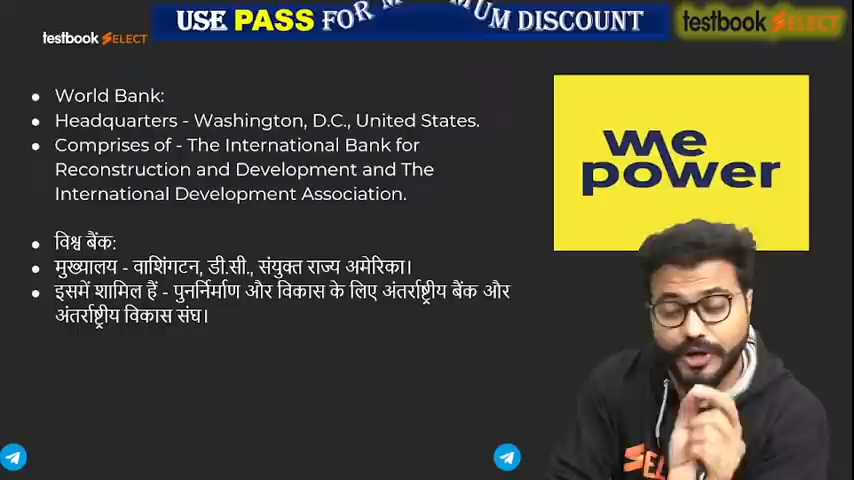 USE PASS FOR M MUM DISCOUNT
testbook SELECT
testbook SELECT
World Bank:
Headquarters - Washington, D.C., United States.
Comprises of - The International Bank for
Reconstruction and Development and The
International Development Association.
विश्व बैंक:
मुख्यालय - वाशिंगटन, डी.सी., संयुक्त राज्य अमेरिका।
इसमें शामिल हैं - पुनर्निर्माण और विकास के लिए अंतर्राष्ट्रीय बैंक और
अंतर्राष्ट्रीय विकास संघ।
we
power
SEL